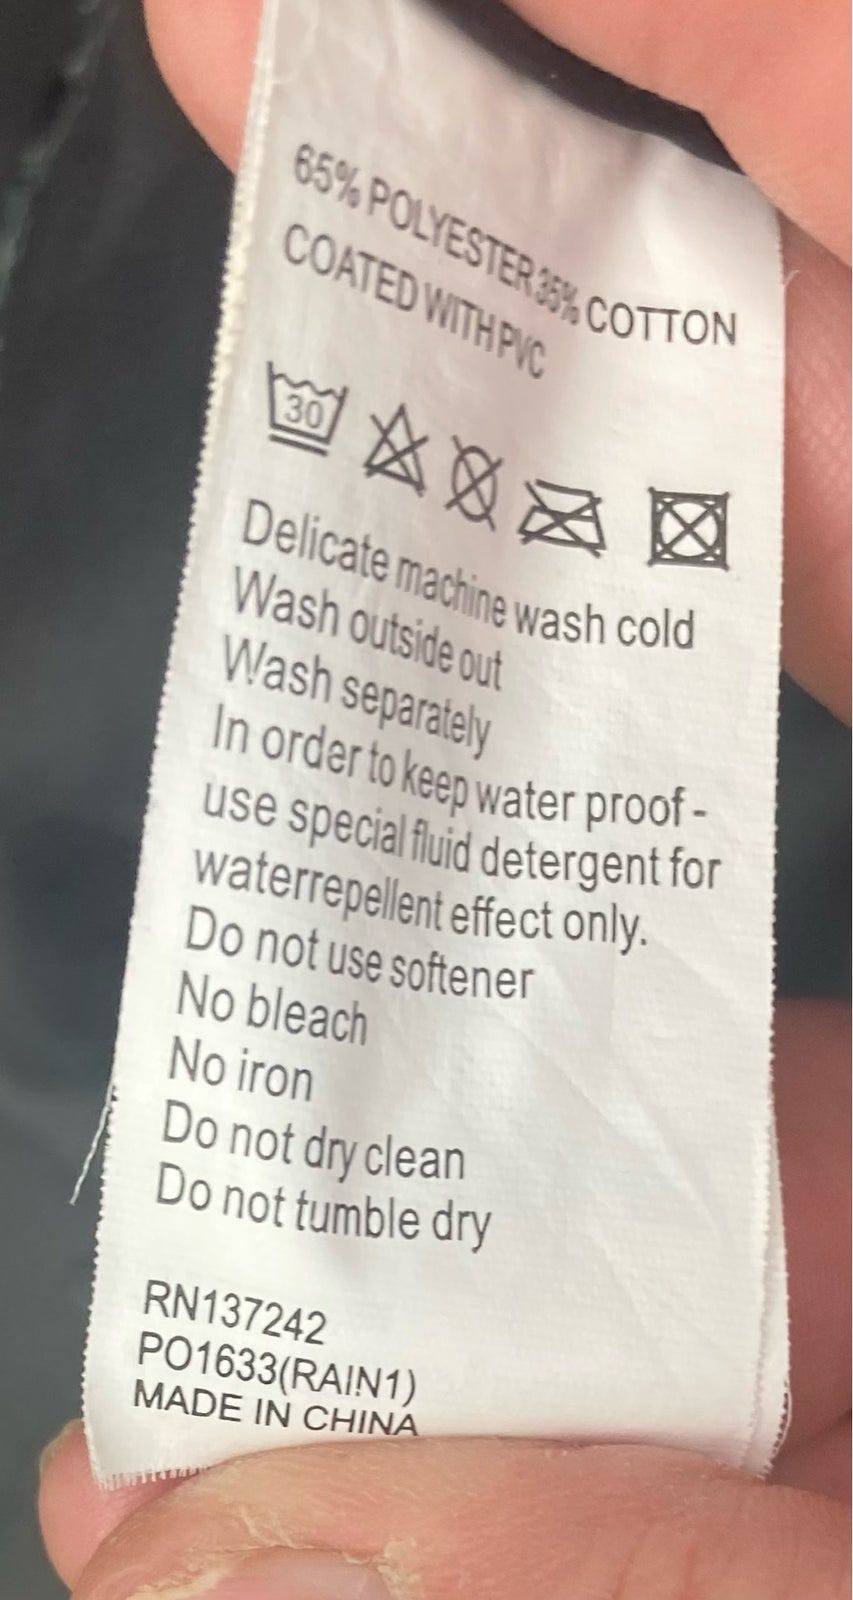 65% POLYESTER 35% COTTON
COATED WITH PVC
30
Delicate machine wash cold
Wash outside out
Wash separately
In order to keep water proof -
use special fluid detergent for
waterrepellent effect only.
Do not use softener
No bleach
No iron
Do not dry clean
Do not tumble dry
RN137242
PO1633(RAIN1)
MADE IN CHINA